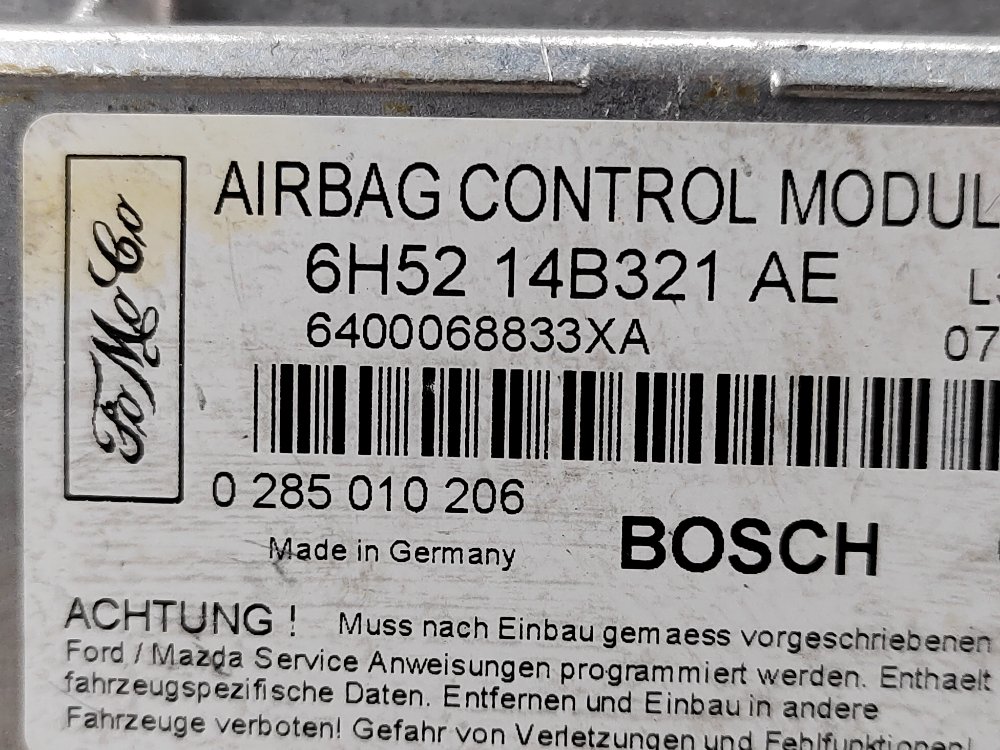 FoMoCo
AIRBAG CONTROL MODUL
6H52 14B321 AE
6400068833XA
07
0 285 010 206
Made in Germany
BOSCH
ACHTUNG ! Muss nach Einbau gemaess vorgeschriebenen
Ford / Mazda Service Anweisungen programmiert werden. Enthaelt
fahrzeugspezifische Daten. Entfernen und Einbau in andere
Fahrzeuge verboten! Gefahr von Verletzungen und Fehlfunktionen!